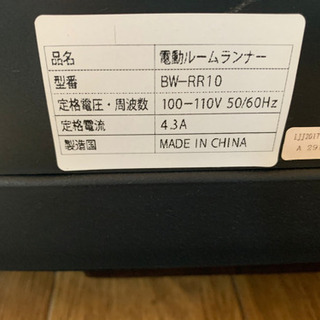 品名 電動ルームランナー
型番 BW-RR10
定格電圧・周波数 100-110V 50/60Hz
定格電流 4.3A
製造国 MADE IN CHINA